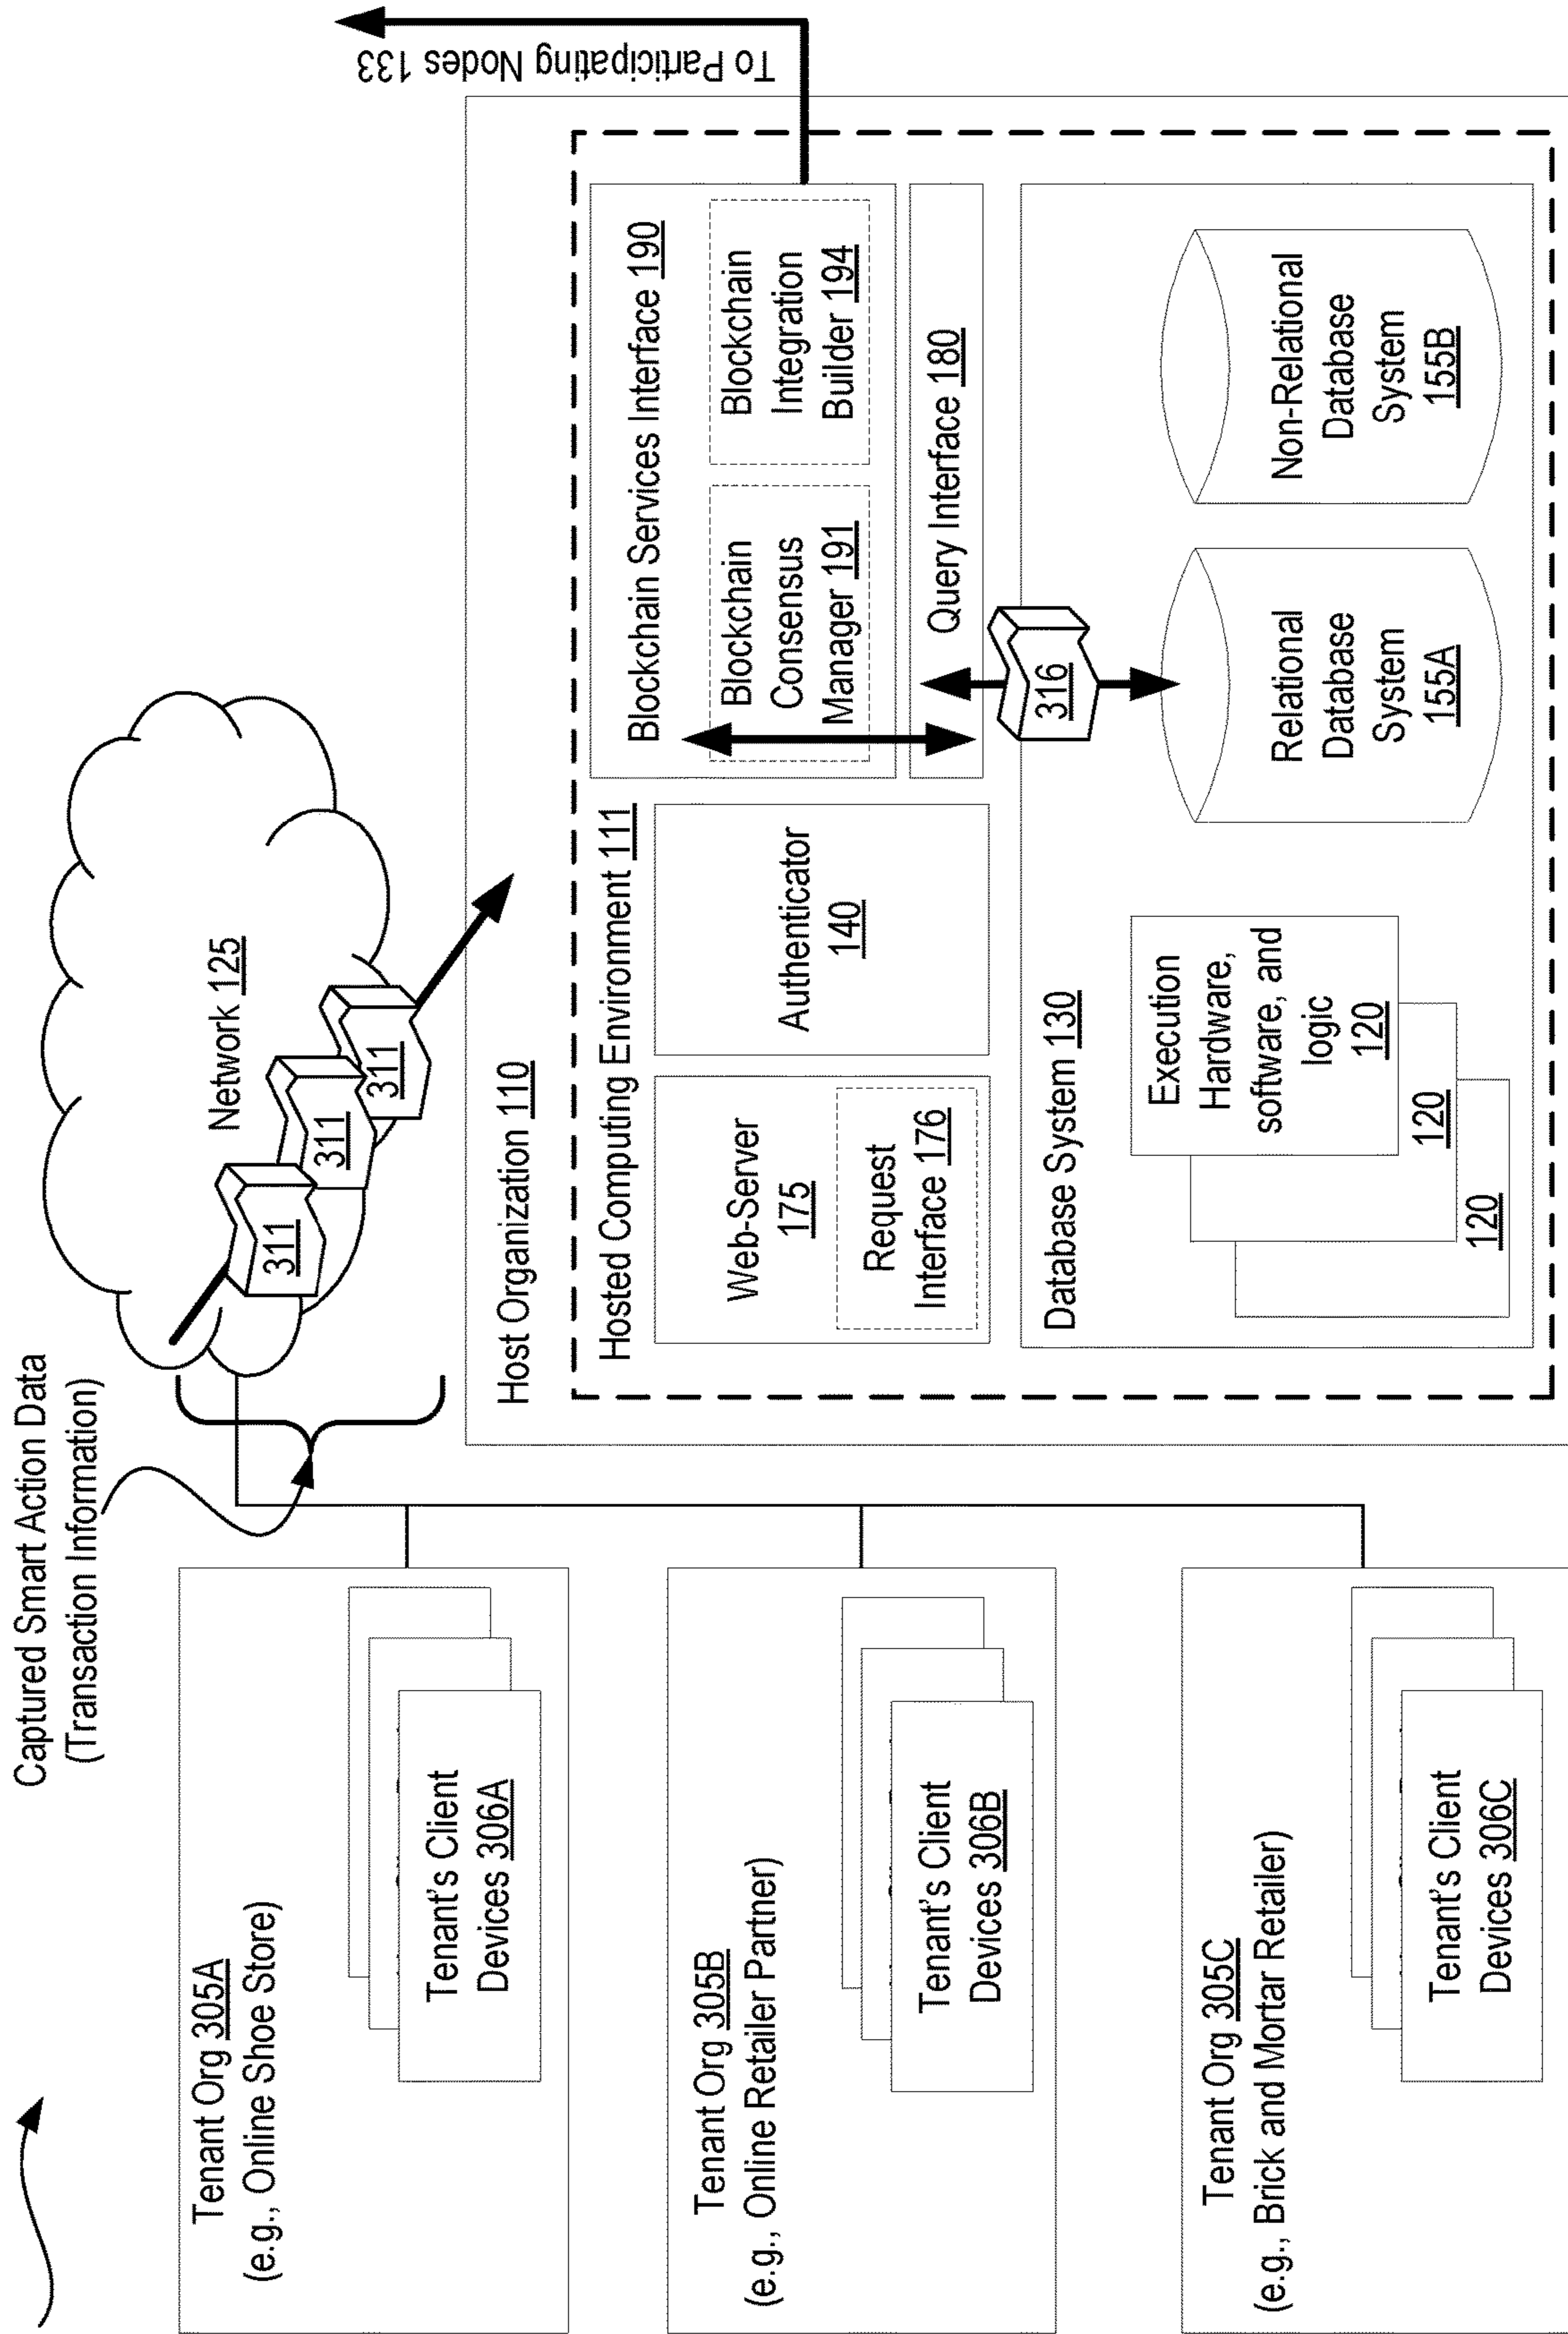 Captured Smart Action Data
(Transaction Information)
Tenant Org 305A
(e.g., Online Shoe Store)
Tenant's Client
Devices 306A
Tenant Org 305B
(e.g., Online Retailer Partner)
Tenant's Client
Devices 306B
Tenant Org 305C
(e.g., Brick and Mortar Retailer)
Tenant's Client
Devices 306C
Network 125
311
311
311
To Participating Nodes 133
Host Organization 110
Hosted Computing Environment 111
Web-Server
175
Request
Interface 176
Authenticator
140
Blockchain Services Interface 190
Blockchain
Consensus
Manager 191
Blockchain
Integration
Builder 194
Query Interface 180
316
Database System 130
Execution
Hardware,
software, and
logic
120
120
120
Relational
Database
System
155A
Non-Relational
Database
System
155B